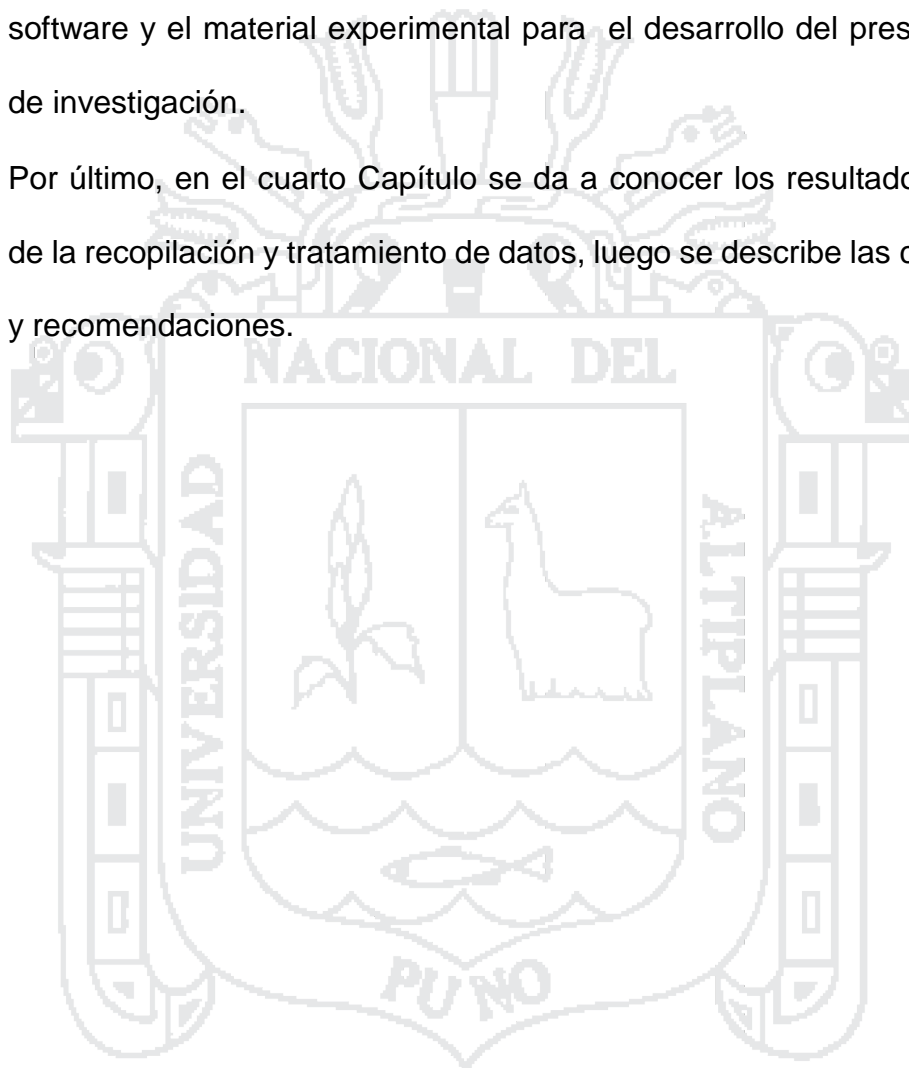 software y el material experimental para el desarrollo del pres
de investigación.
Por último, en el cuarto Capítulo se da a conocer los resultado
de la recopilación y tratamiento de datos, luego se describe las c
y recomendaciones.
NACIONAL DEL
UNIVERSIDAD
ALTIPLANO
PUNO